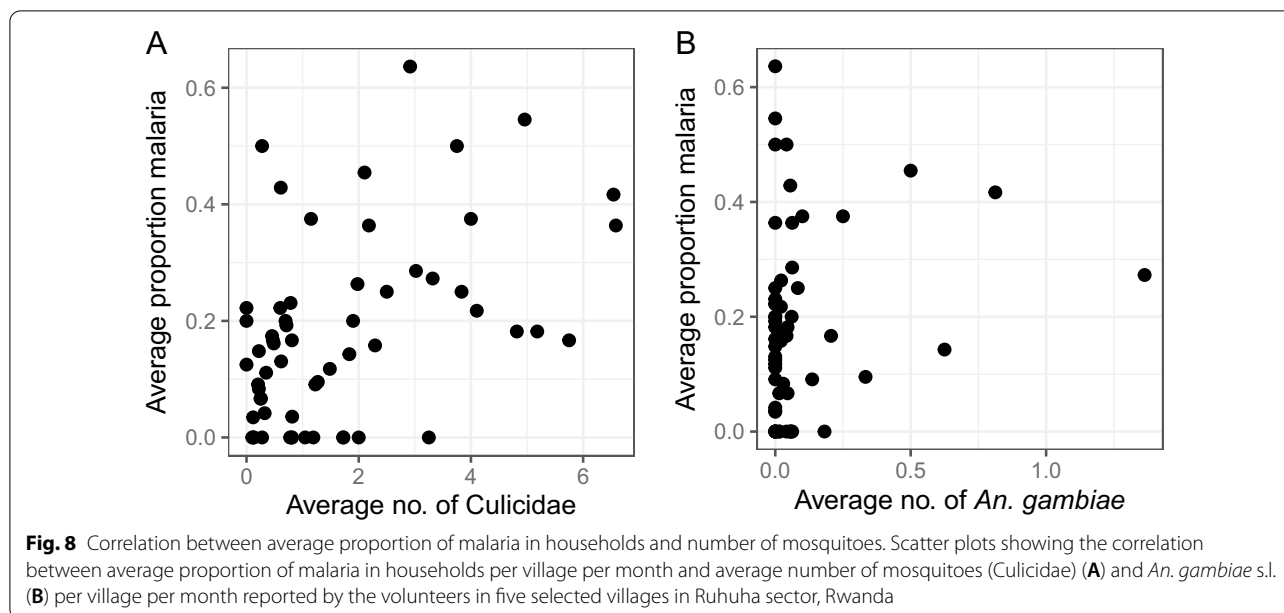 A
B
Average proportion malaria
0.6
0.4
0.2
0.0
0 2 4 6
Average no. of Culicidae
Average proportion malaria
0.6
0.4
0.2
0.0
0.0 0.5 1.0
Average no. of An. gambiae
Fig. 8 Correlation between average proportion of malaria in households and number of mosquitoes. Scatter plots showing the correlation
between average proportion of malaria in households per village per month and average number of mosquitoes (Culicidae) (A) and An. gambiae s.l.
(B) per village per month reported by the volunteers in five selected villages in Ruhuha sector, Rwanda